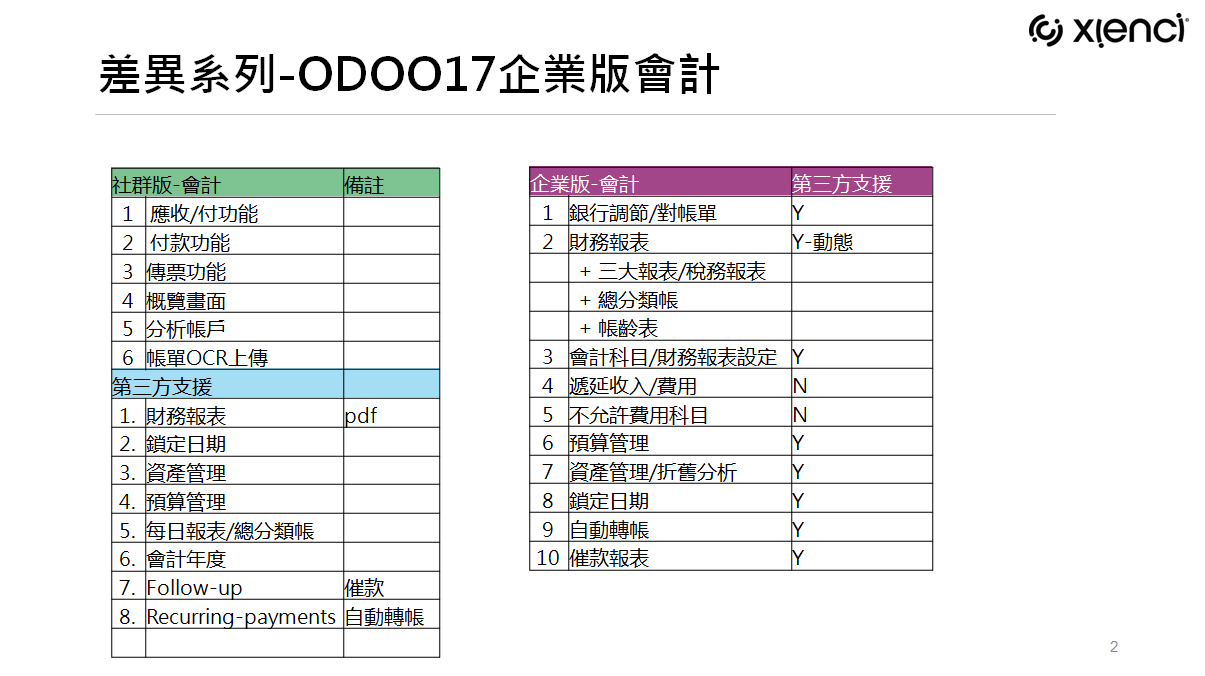 xienci
差異系列-ODOO17企業版會計
社群版-會計 備註
1 應收/付功能
2 付款功能
3 傳票功能
4 概覽畫面
5 分析帳戶
6 帳單OCR上傳
第三方支援
1. 財務報表 pdf
2. 鎖定日期
3. 資產管理
4. 預算管理
5. 每日報表/總分類帳
6. 會計年度
7. Follow-up 催款
8. Recurring-payments 自動轉帳
企業版-會計 第三方支援
1 銀行調節/對帳單 Y
2 財務報表 Y-動態
+ 三大報表/稅務報表
+ 總分類帳
+ 帳齡表
3 會計科目/財務報表設定 Y
4 遞延收入/費用 N
5 不允許費用科目 N
6 預算管理 Y
7 資產管理/折舊分析 Y
8 鎖定日期 Y
9 自動轉帳 Y
10 催款報表 Y
2